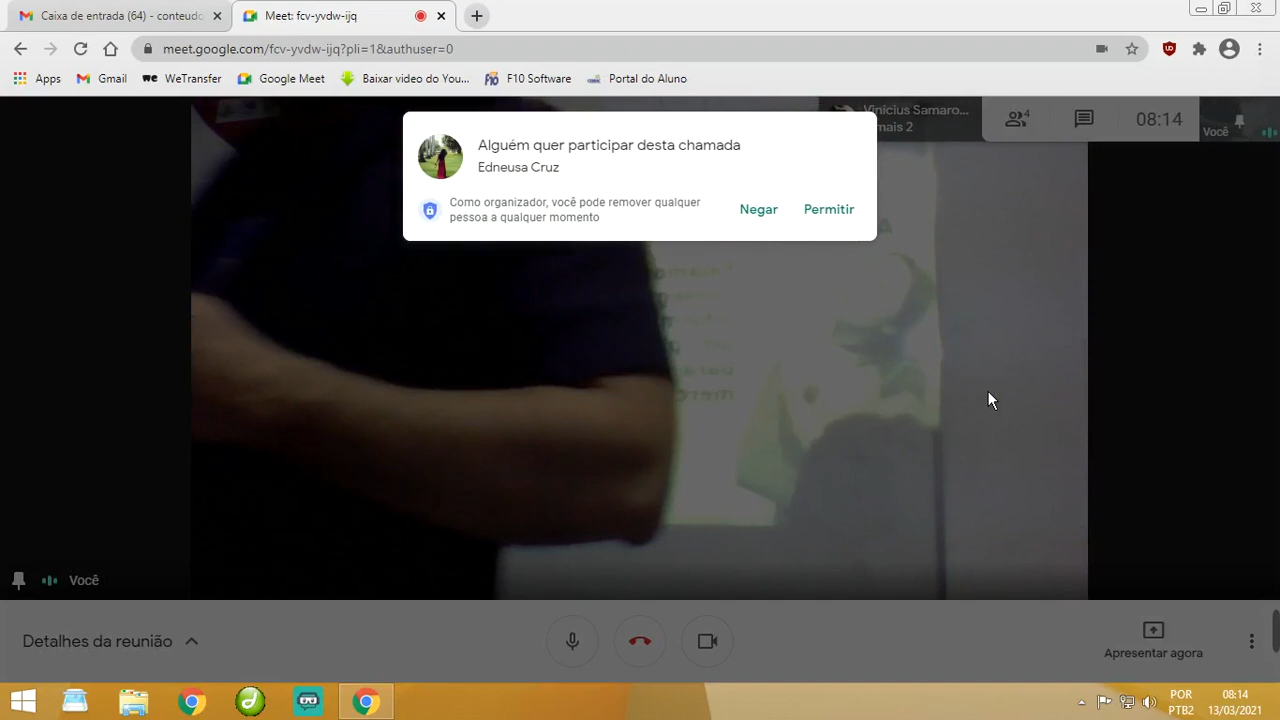 Caixa de entrada (64) - conteudo
Meet: fcv-yvdw-ijq
meet.google.com/fcv-yvdw-ijq?pli=1&authuser=0
Apps
Gmail
WeTransfer
Google Meet
Baixar video do You...
F10 Software
Portal do Aluno
Vinicius Samaro...
mais 2
4
08:14
Você
Alguém quer participar desta chamada
Edneusa Cruz
Como organizador, você pode remover qualquer
pessoa a qualquer momento
Negar
Permitir
Você
Detalhes da reunião
Apresentar agora
POR
PTB2
08:14
13/03/2021